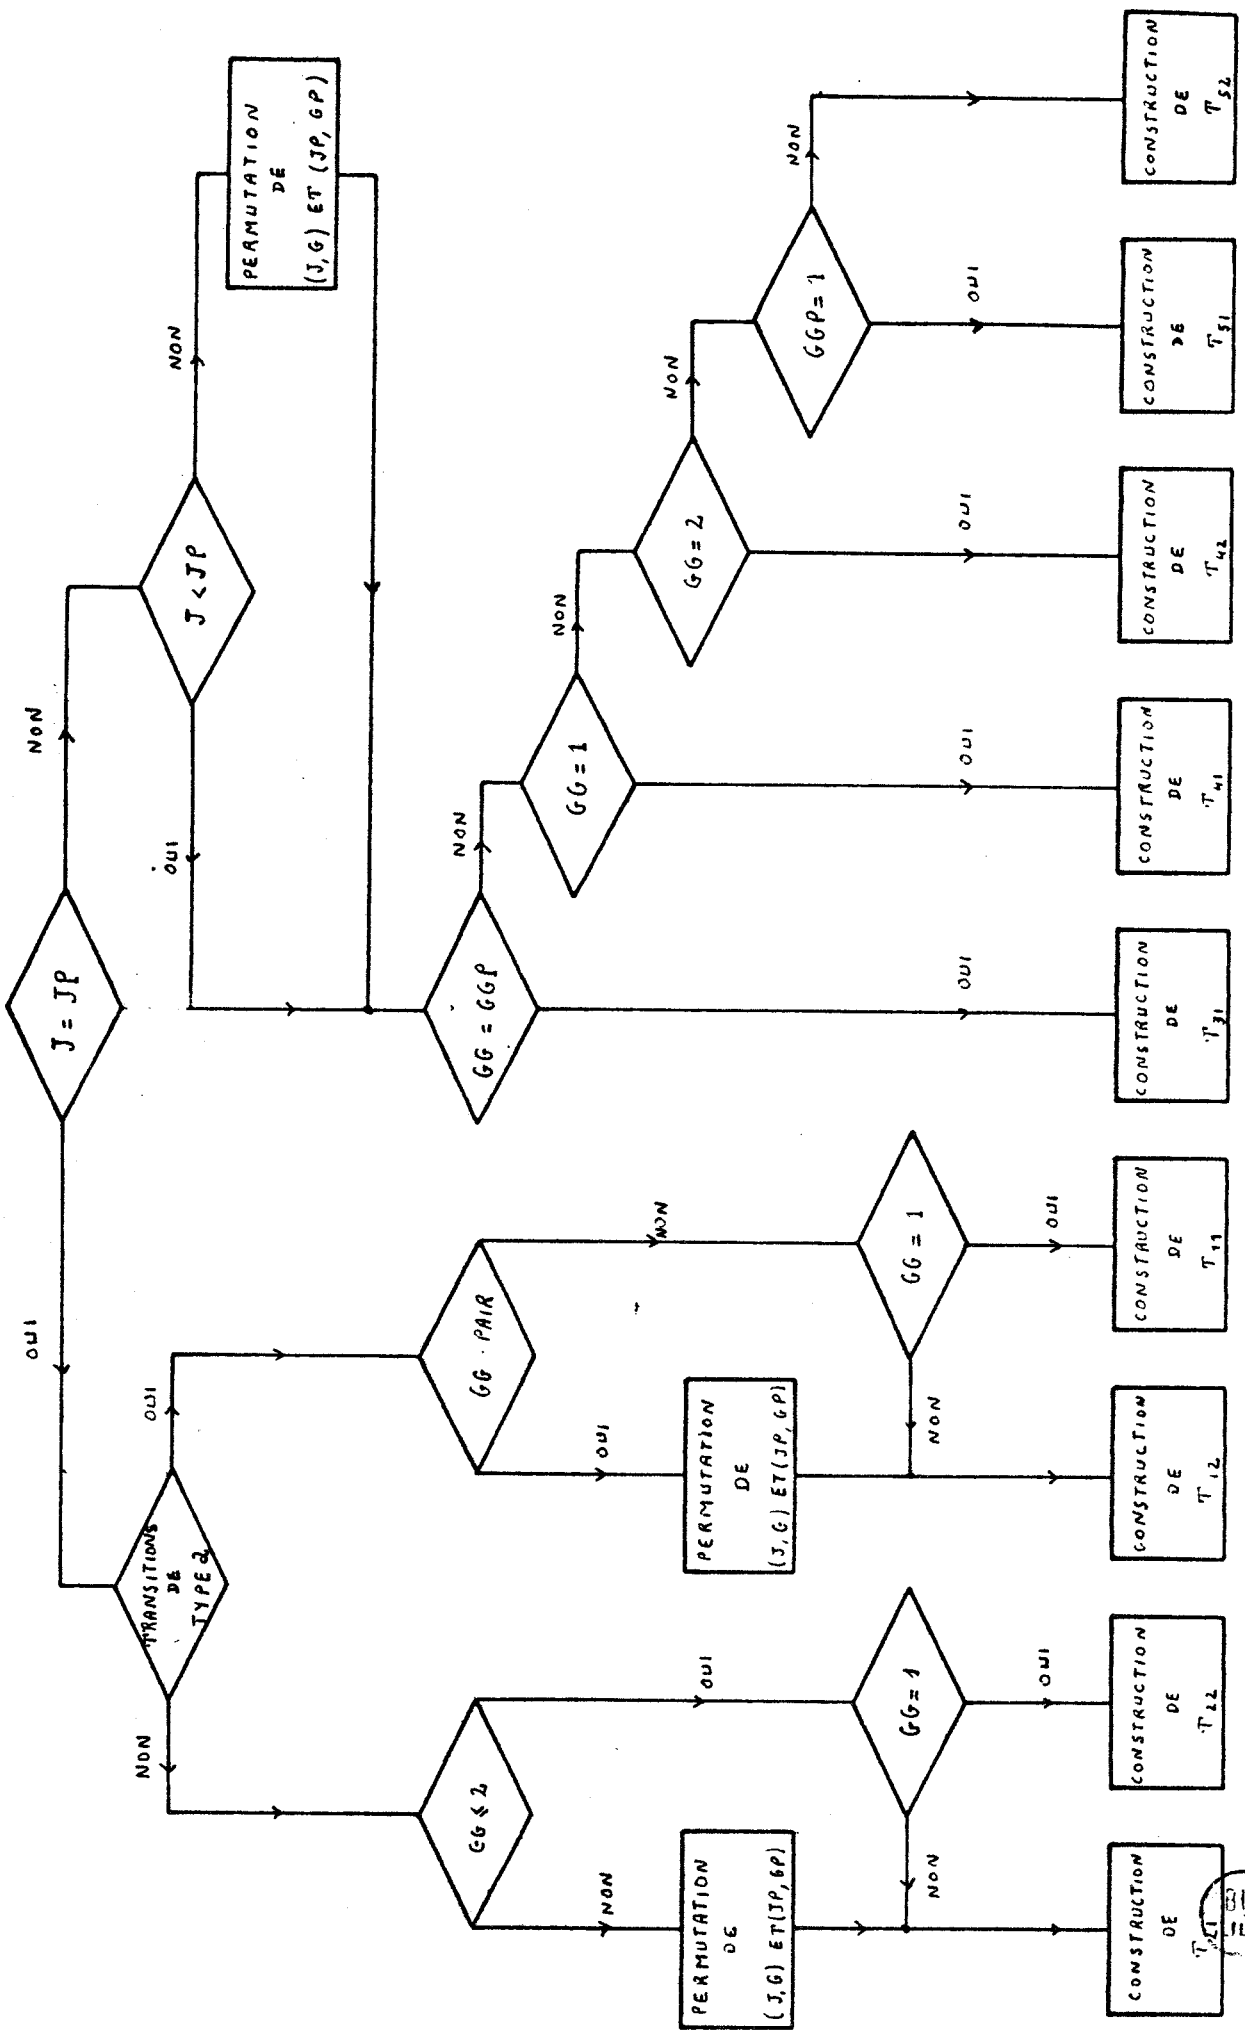 J = JP
OUI
NON
TRANSITIONS
DE
TYPE 2
J < JP
NON
OUI
OUI
NON
PERMUTATION
DE
(J,G) ET (JP, GP)
GG ⩽ 2
GG . PAIR
GG = GGP
NON
GG = 1
NON
GG = 2
NON
GGP = 1
NON
NON
OUI
OUI
NON
PERMUTATION
DE
(J,G) ET (JP, GP)
GG = 1
PERMUTATION
DE
(J,G) ET (JP, GP)
GG = 1
NON
OUI
NON
OUI
OUI
OUI
OUI
OUI
CONSTRUCTION
DE
CONSTRUCTION
DE
T22
CONSTRUCTION
DE
T12
CONSTRUCTION
DE
T11
CONSTRUCTION
DE
T31
CONSTRUCTION
DE
T41
CONSTRUCTION
DE
T42
CONSTRUCTION
DE
T51
CONSTRUCTION
DE
T52